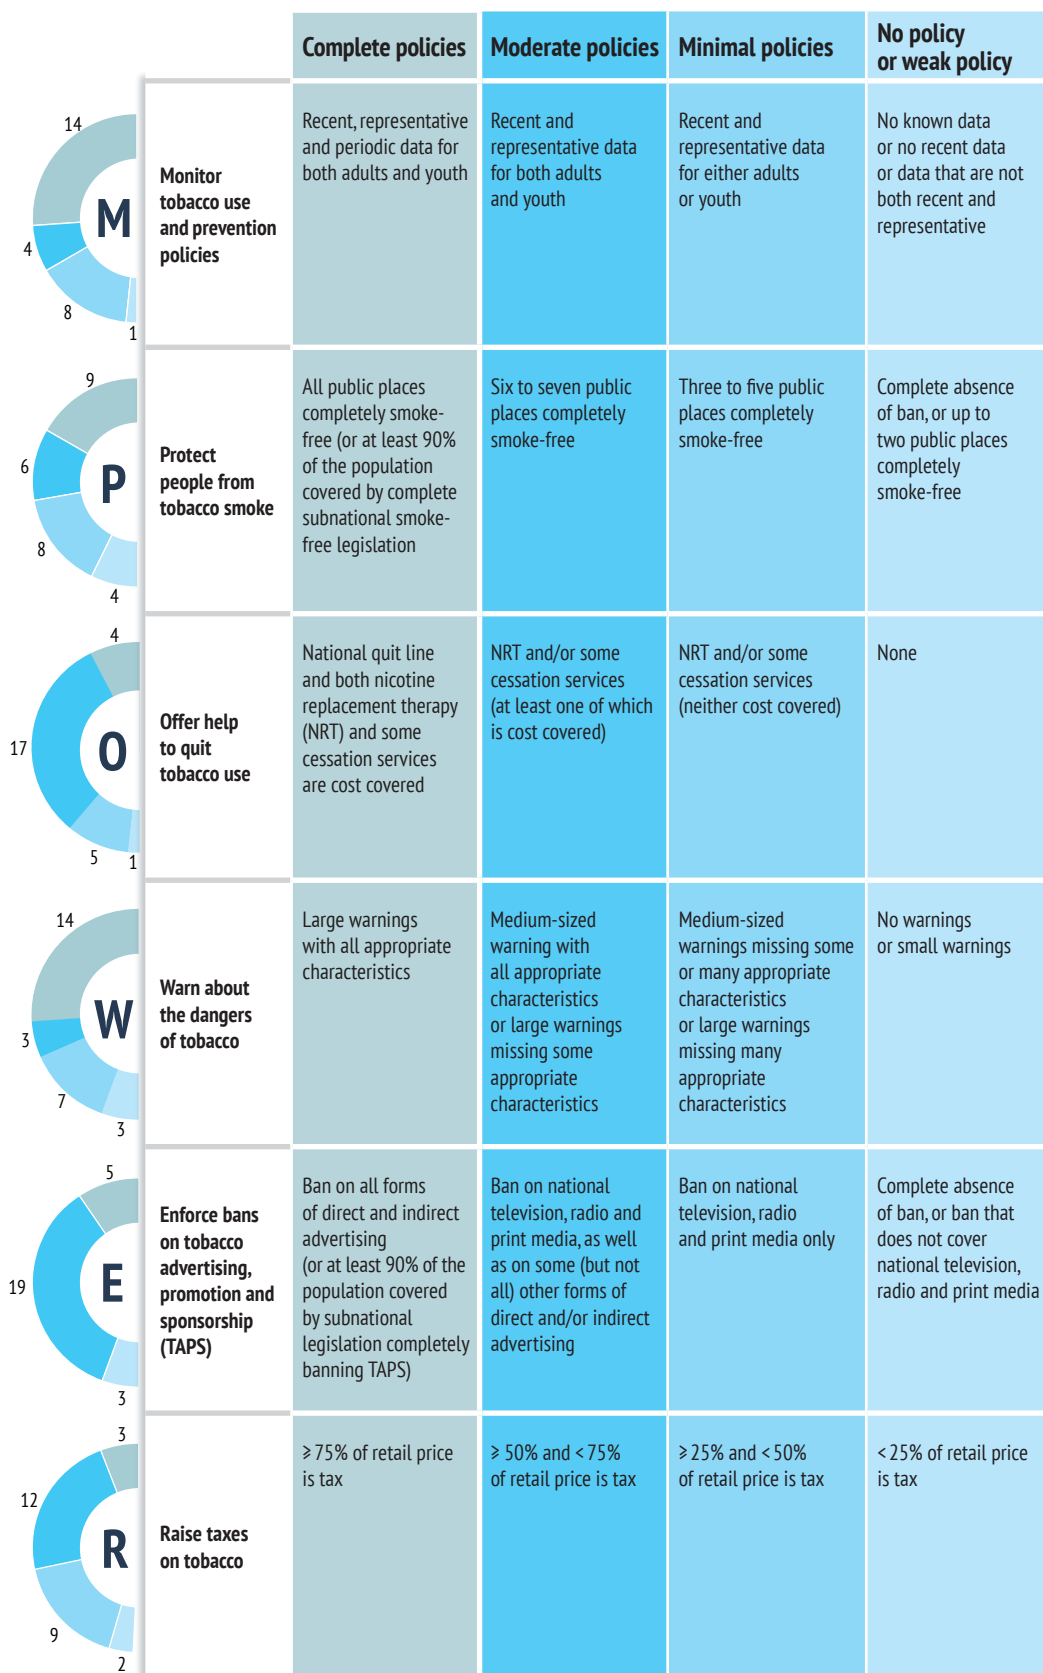 Complete policies
Moderate policies
Minimal policies
No policy
or weak policy
14
4
8
1
M
Monitor
tobacco use
and prevention
policies
Recent, representative
and periodic data for
both adults and youth
Recent and
representative data
for both adults
and youth
Recent and
representative data
for either adults
or youth
No known data
or no recent data
or data that are not
both recent and
representative
9
6
8
4
P
Protect
people from
tobacco smoke
All public places
completely smoke-
free (or at least 90%
of the population
covered by complete
subnational smoke-
free legislation
Six to seven public
places completely
smoke-free
Three to five public
places completely
smoke-free
Complete absence
of ban, or up to
two public places
completely
smoke-free
4
17
5
1
O
Offer help
to quit
tobacco use
National quit line
and both nicotine
replacement therapy
(NRT) and some
cessation services
are cost covered
NRT and/or some
cessation services
(at least one of which
is cost covered)
NRT and/or some
cessation services
(neither cost covered)
None
14
3
7
3
W
Warn about
the dangers
of tobacco
Large warnings
with all appropriate
characteristics
Medium-sized
warning with
all appropriate
characteristics
or large warnings
missing some
appropriate
characteristics
Medium-sized
warnings missing some
or many appropriate
characteristics
or large warnings
missing many
appropriate
characteristics
No warnings
or small warnings
5
19
3
E
Enforce bans
on tobacco
advertising,
promotion and
sponsorship
(TAPS)
Ban on all forms
of direct and indirect
advertising
(or at least 90% of the
population covered
by subnational
legislation completely
banning TAPS)
Ban on national
television, radio and
print media, as well
as on some (but not
all) other forms of
direct and/or indirect
advertising
Ban on national
television, radio
and print media only
Complete absence
of ban, or ban that
does not cover
national television,
radio and print media
3
12
9
2
R
Raise taxes
on tobacco
⩾ 75% of retail price
is tax
⩾ 50% and < 75%
of retail price is tax
⩾ 25% and < 50%
of retail price is tax
< 25% of retail price
is tax